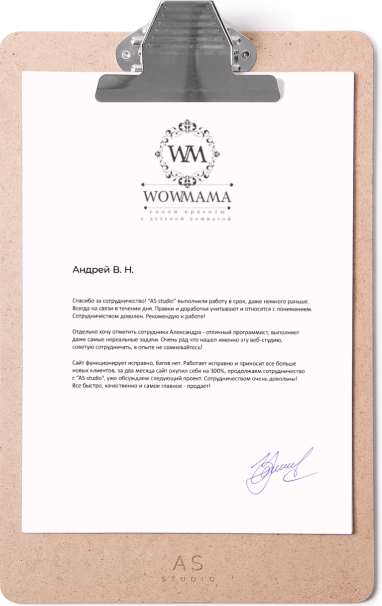 WM
WOWMAMA
салон красоты
с детской комнатой
Андрей В. Н.
Спасибо за сотрудничество! "AS studio" выполнили работу в срок, даже немного раньше.
Всегда на связи в течении дня. Правки и доработки учитывают и относятся с пониманием.
Сотрудничеством доволен. Рекомендую к работе!
Отдельно хочу отметить сотрудника Александра - отличный программист, выполняет
даже самые нереальные задачи. Очень рад что нашел именно эту веб-студию,
советую сотрудничать, в опыте не сомневайтесь!
Сайт функционирует исправно, багов нет. Работает исправно и приносит все больше
новых клиентов, за два месяца сайт окупил себя на 300%, продолжаем сотрудничество
с "AS studio", уже обсуждаем следующий проект. Сотрудничеством очень довольны!
Все быстро, качественно и самое главное - продает!
AS
STUDIO